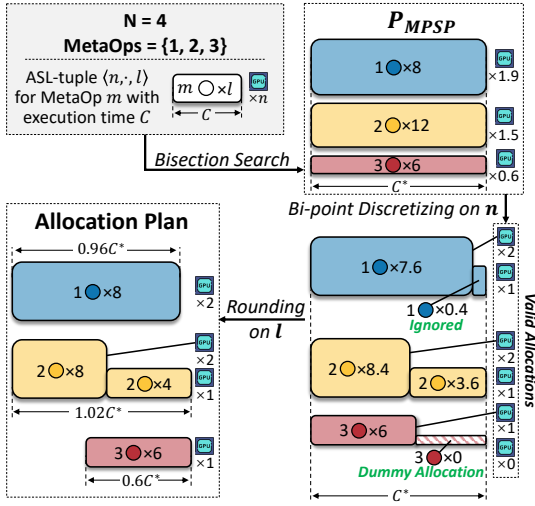 N = 4
MetaOps = {1, 2, 3}
ASL-tuple ⟨n,·, l⟩
for MetaOp m with
execution time C
m ×l
GPU
×n
C
Bisection Search
P_MPSP
1 ×8
GPU
×1.9
2 ×12
GPU
×1.5
3 ×6
GPU
×0.6
C*
Bi-point Discretizing on n
Valid Allocations
1 ×7.6
GPU
×2
GPU
×1
1 ×0.4
Ignored
2 ×8.4
GPU
×2
2 ×3.6
GPU
×1
3 ×6
GPU
×1
GPU
×0
3 ×0
Dummy Allocation
C*
Rounding
on l
Allocation Plan
0.96C*
1 ×8
GPU
×2
2 ×8
GPU
×2
2 ×4
GPU
×1
1.02C*
3 ×6
GPU
×1
0.6C*